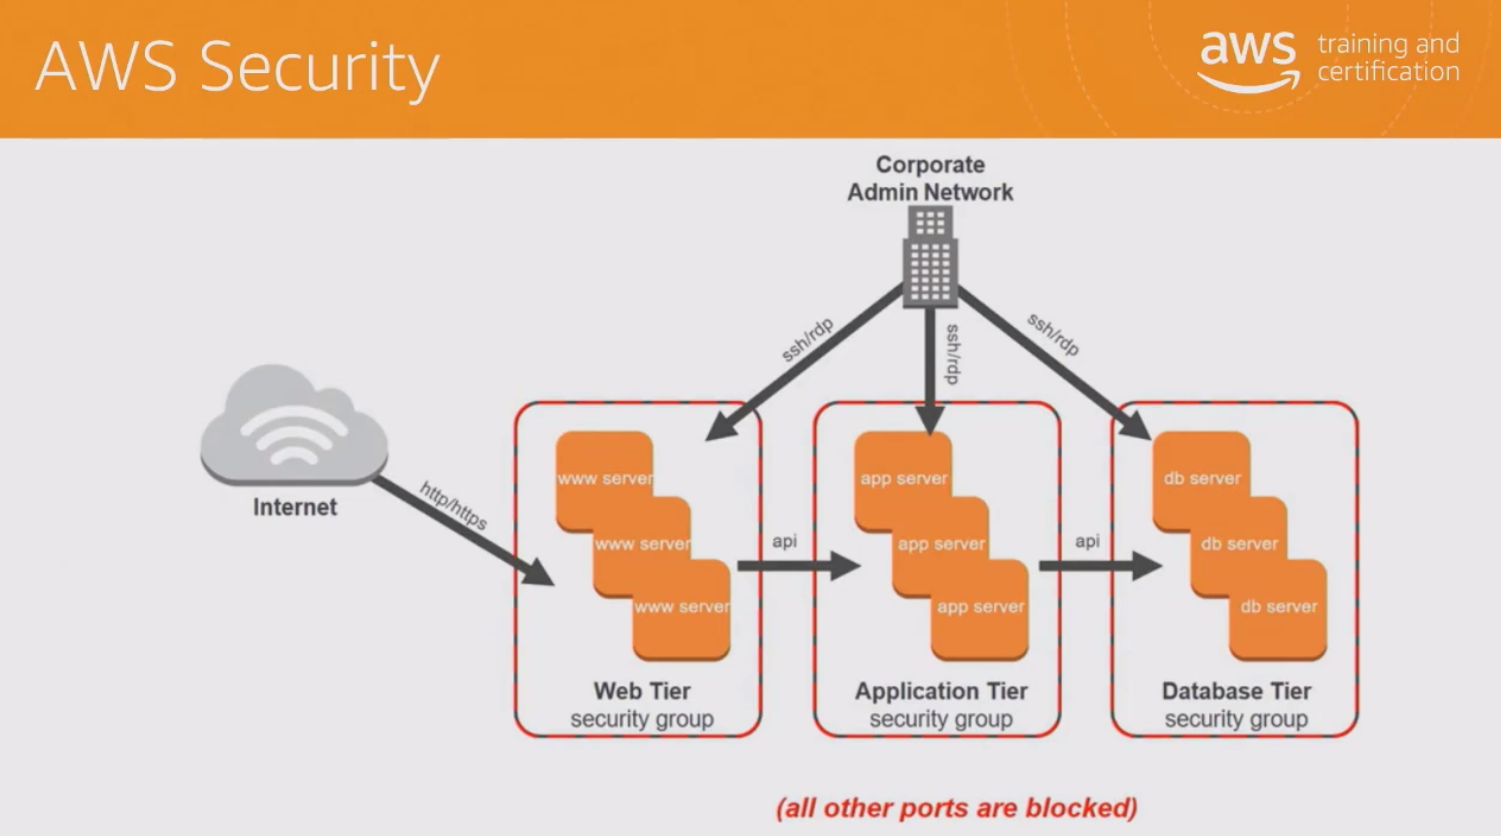 AWS Security
aws
training and
certification
Corporate
Admin Network
ssh/rdp
ssh/rdp
ssh/rdp
Internet
http/https
www server
www server
www server
api
app server
app server
app server
api
db server
db server
db server
Web Tier
security group
Application Tier
security group
Database Tier
security group
(all other ports are blocked)